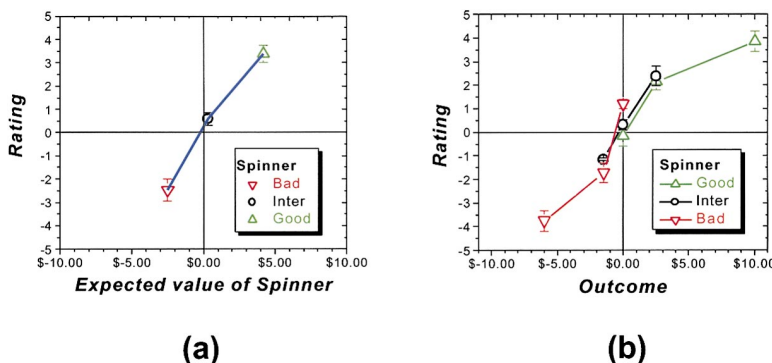 5
4
3
2
1
0
-1
-2
-3
-4
-5
Rating
$-10.00 $-5.00 $0.00 $5.00 $10.00
Expected value of Spinner
Spinner
Bad
Inter
Good
(a)
5
4
3
2
1
0
-1
-2
-3
-4
-5
Rating
$-10.00 $-5.00 $0.00 $5.00 $10.00
Outcome
Spinner
Good
Inter
Bad
(b)